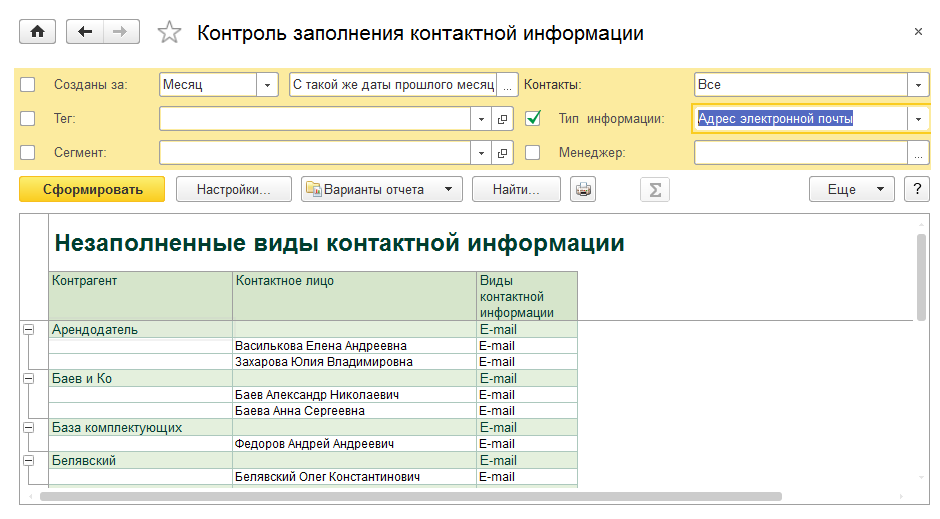 Контроль заполнения контактной информации
×
Созданы за: Месяц С такой же даты прошлого месяц ... Контакты: Все
Тег: Тип информации: Адрес электронной почты
Сегмент: Менеджер: ...
Сформировать Настройки... Варианты отчета Найти... Σ Еще ?
Незаполненные виды контактной информации
Контрагент Контактное лицо Виды
контактной
информации
Арендодатель E-mail
Василькова Елена Андреевна E-mail
Захарова Юлия Владимировна E-mail
Баев и Ко E-mail
Баев Александр Николаевич E-mail
Баева Анна Сергеевна E-mail
База комплектующих E-mail
Федоров Андрей Андреевич E-mail
Белявский E-mail
Белявский Олег Константинович E-mail